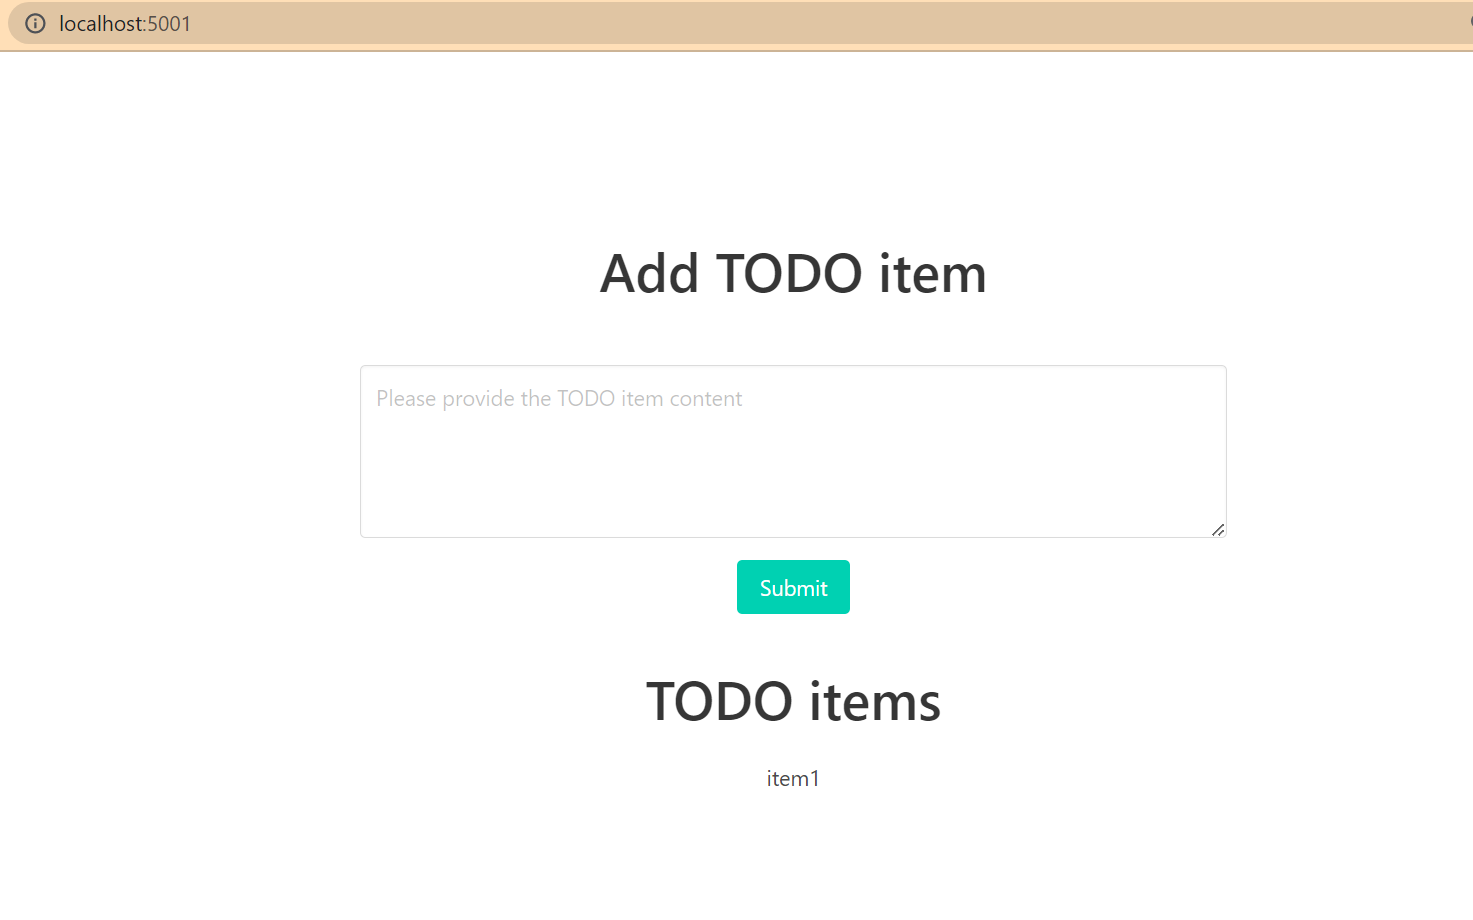 localhost:5001
Add TODO item
Please provide the TODO item content
Submit
TODO items
item1